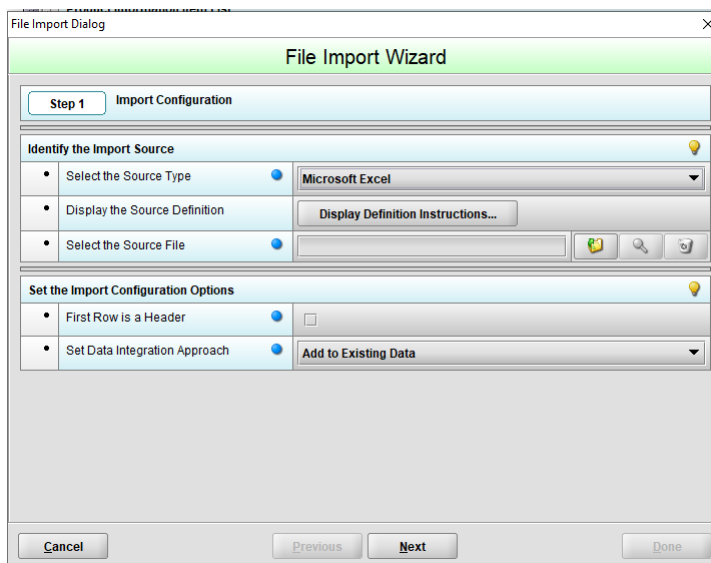 File Import Dialog
File Import Wizard
Step 1 Import Configuration
Identify the Import Source
Select the Source Type Microsoft Excel
Display the Source Definition Display Definition Instructions...
Select the Source File
Set the Import Configuration Options
First Row is a Header
Set Data Integration Approach Add to Existing Data
Cancel Previous Next Done